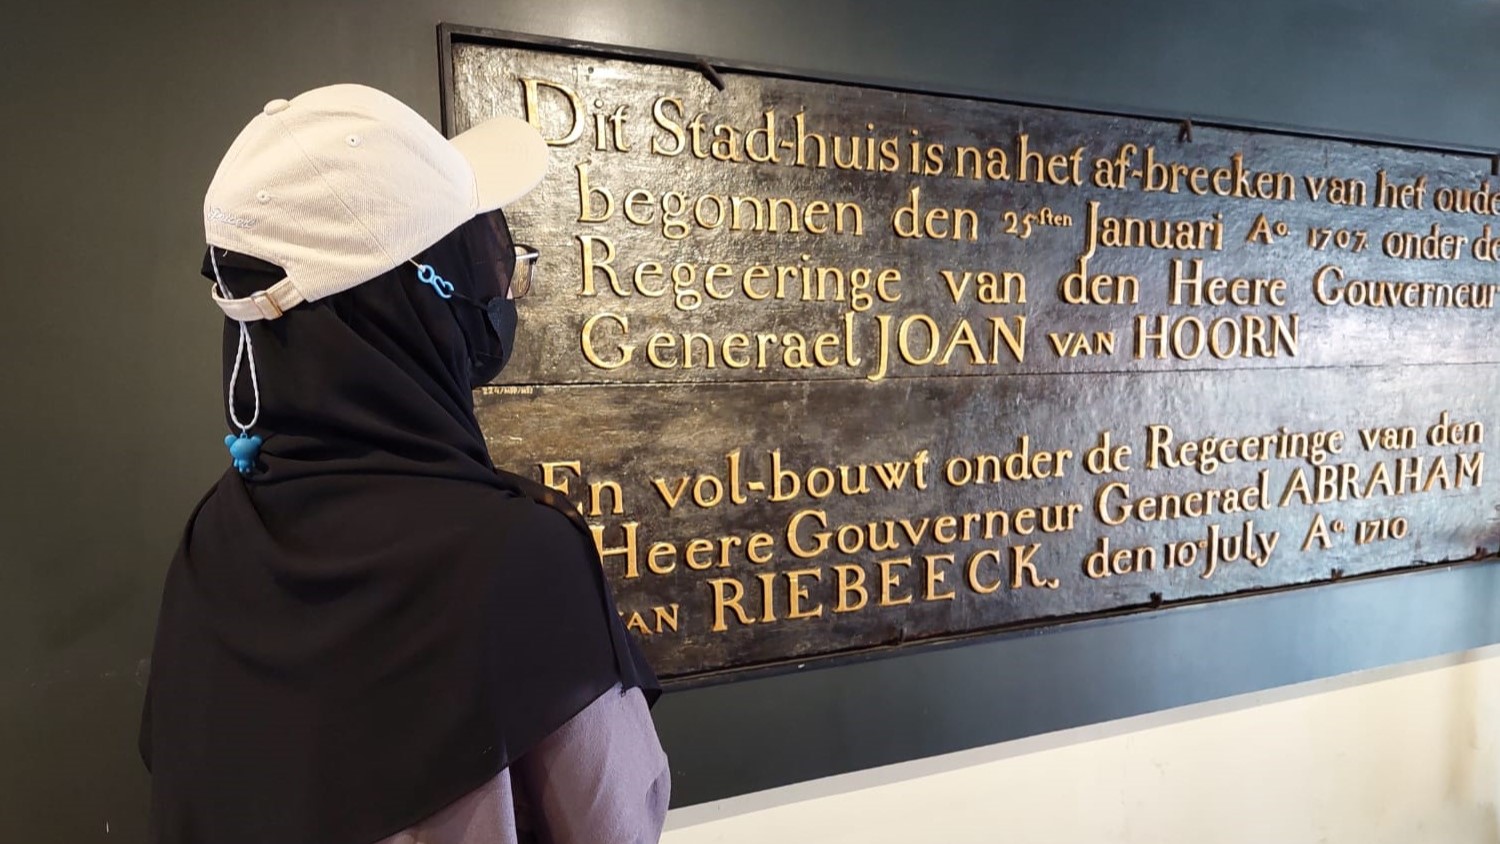 Dit Stad-huis is na het af-breeken van het oude
begonnen den 25sten Januari Ao. 1707 onder de
Regeeringe van den Heere Gouverneur
Generael JOAN VAN HOORN
En vol-bouwt onder de Regeeringe van den
Heere Gouverneur Generael ABRAHAM
VAN RIEBEECK. den 10 July Ao. 1710